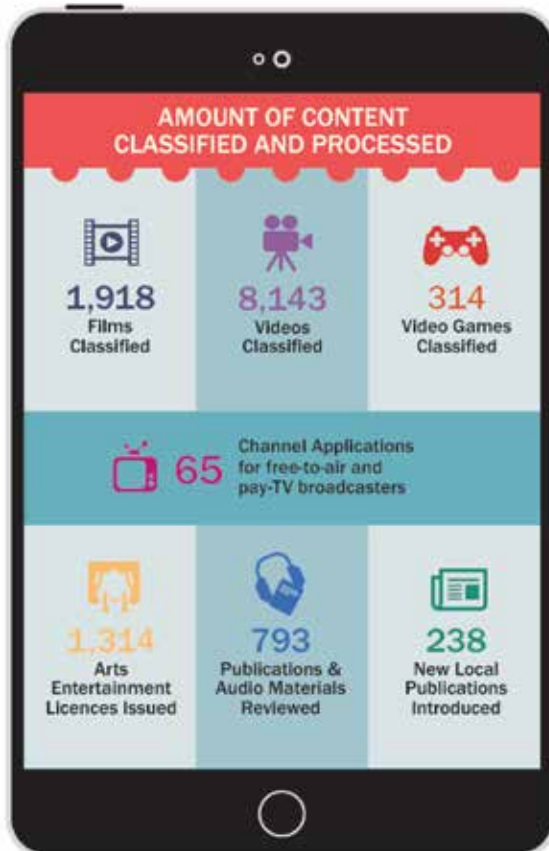 AMOUNT OF CONTENT
CLASSIFIED AND PROCESSED
1,918
Films
Classified
8,143
Videos
Classified
314
Video Games
Classified
65
Channel Applications
for free-to-air and
pay-TV broadcasters
1,314
Arts
Entertainment
Licences Issued
793
Publications &
Audio Materials
Reviewed
238
New Local
Publications
Introduced